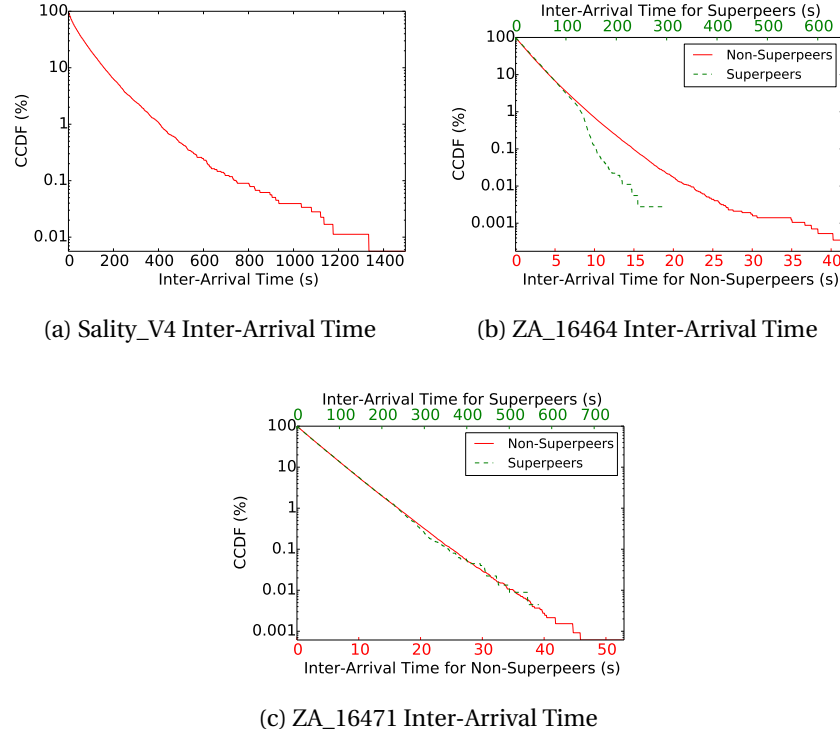 100
10
1
0.1
0.01
CCDF (%)
0 200 400 600 800 1000 1200 1400
Inter-Arrival Time (s)
(a) Sality_V4 Inter-Arrival Time
Inter-Arrival Time for Superpeers (s)
0 100 200 300 400 500 600
100
10
1
0.1
0.01
0.001
CCDF (%)
Non-Superpeers
Superpeers
0 5 10 15 20 25 30 35 40
Inter-Arrival Time for Non-Superpeers (s)
(b) ZA_16464 Inter-Arrival Time
Inter-Arrival Time for Superpeers (s)
0 100 200 300 400 500 600 700
100
10
1
0.1
0.01
0.001
CCDF (%)
Non-Superpeers
Superpeers
0 10 20 30 40 50
Inter-Arrival Time for Non-Superpeers (s)
(c) ZA_16471 Inter-Arrival Time